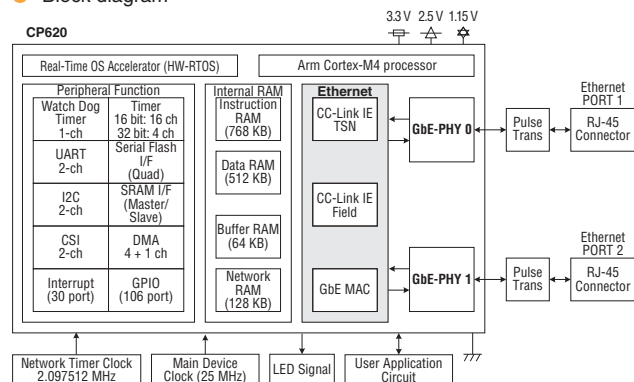 Block diagram
CP620
3.3 V 2.5 V 1.15 V
Real-Time OS Accelerator (HW-RTOS)
Arm Cortex-M4 processor
Peripheral Function
Watch Dog
Timer
1-ch
Timer
16 bit: 16 ch
32 bit: 4 ch
UART
2-ch
Serial Flash
I/F
(Quad)
I2C
2-ch
SRAM I/F
(Master/
Slave)
CSI
2-ch
DMA
4 + 1 ch
Interrupt
(30 port)
GPIO
(106 port)
Internal RAM
Instruction
RAM
(768 KB)
Data RAM
(512 KB)
Buffer RAM
(64 KB)
Network
RAM
(128 KB)
Ethernet
CC-Link IE
TSN
CC-Link IE
Field
GbE MAC
GbE-PHY 0
GbE-PHY 1
Pulse
Trans
Ethernet
PORT 1
RJ-45
Connector
Pulse
Trans
Ethernet
PORT 2
RJ-45
Connector
Network Timer Clock
2.097512 MHz
Main Device
Clock (25 MHz)
LED Signal
User Application
Circuit